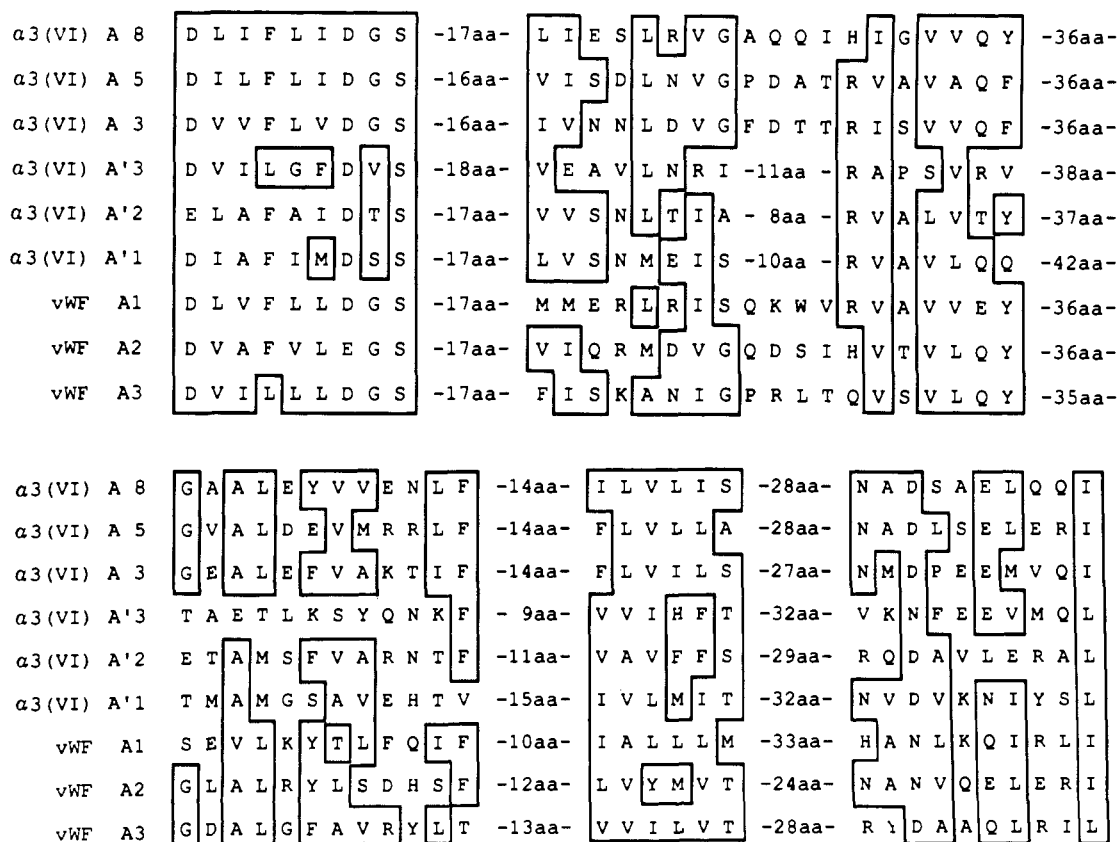 α3(VI) A 8 D L I F L I D G S -17aa- L I E S L R V G A Q Q I H I G V V Q Y -36aa-
α3(VI) A 5 D I L F L I D G S -16aa- V I S D L N V G P D A T R V A V A Q F -36aa-
α3(VI) A 3 D V V F L V D G S -16aa- I V N N L D V G F D T T R I S V V Q F -36aa-
α3(VI) A'3 D V I L G F D V S -18aa- V E A V L N R I -11aa- R A P S V R V -38aa-
α3(VI) A'2 E L A F A I D T S -17aa- V V S N L T I A - 8aa - R V A L V T Y -37aa-
α3(VI) A'1 D I A F I M D S S -17aa- L V S N M E I S -10aa- R V A V L Q Q -42aa-
vWF A1 D L V F L L D G S -17aa- M M E R L R I S Q K W V R V A V V E Y -36aa-
vWF A2 D V A F V L E G S -17aa- V I Q R M D V G Q D S I H V T V L Q Y -36aa-
vWF A3 D V I L L L D G S -17aa- F I S K A N I G P R L T Q V S V L Q Y -35aa-
α3(VI) A 8 G A A L E Y V V E N L F -14aa- I L V L I S -28aa- N A D S A E L Q Q I
α3(VI) A 5 G V A L D E V M R R L F -14aa- F L V L L A -28aa- N A D L S E L E R I
α3(VI) A 3 G E A L E F V A K T I F -14aa- F L V I L S -27aa- N M D P E E M V Q I
α3(VI) A'3 T A E T L K S Y Q N K F - 9aa- V V I H F T -32aa- V K N F E E V M Q L
α3(VI) A'2 E T A M S F V A R N T F -11aa- V A V F F S -29aa- R Q D A V L E R A L
α3(VI) A'1 T M A M G S A V E H T V -15aa- I V L M I T -32aa- N V D V K N I Y S L
vWF A1 S E V L K Y T L F Q I F -10aa- I A L L L M -33aa- H A N L K Q I R L I
vWF A2 G L A L R Y L S D H S F -12aa- L V Y M V T -24aa- N A N V Q E L E R I
vWF A3 G D A L G F A V R Y L T -13aa- V V I L V T -28aa- R Y D A A Q L R I L